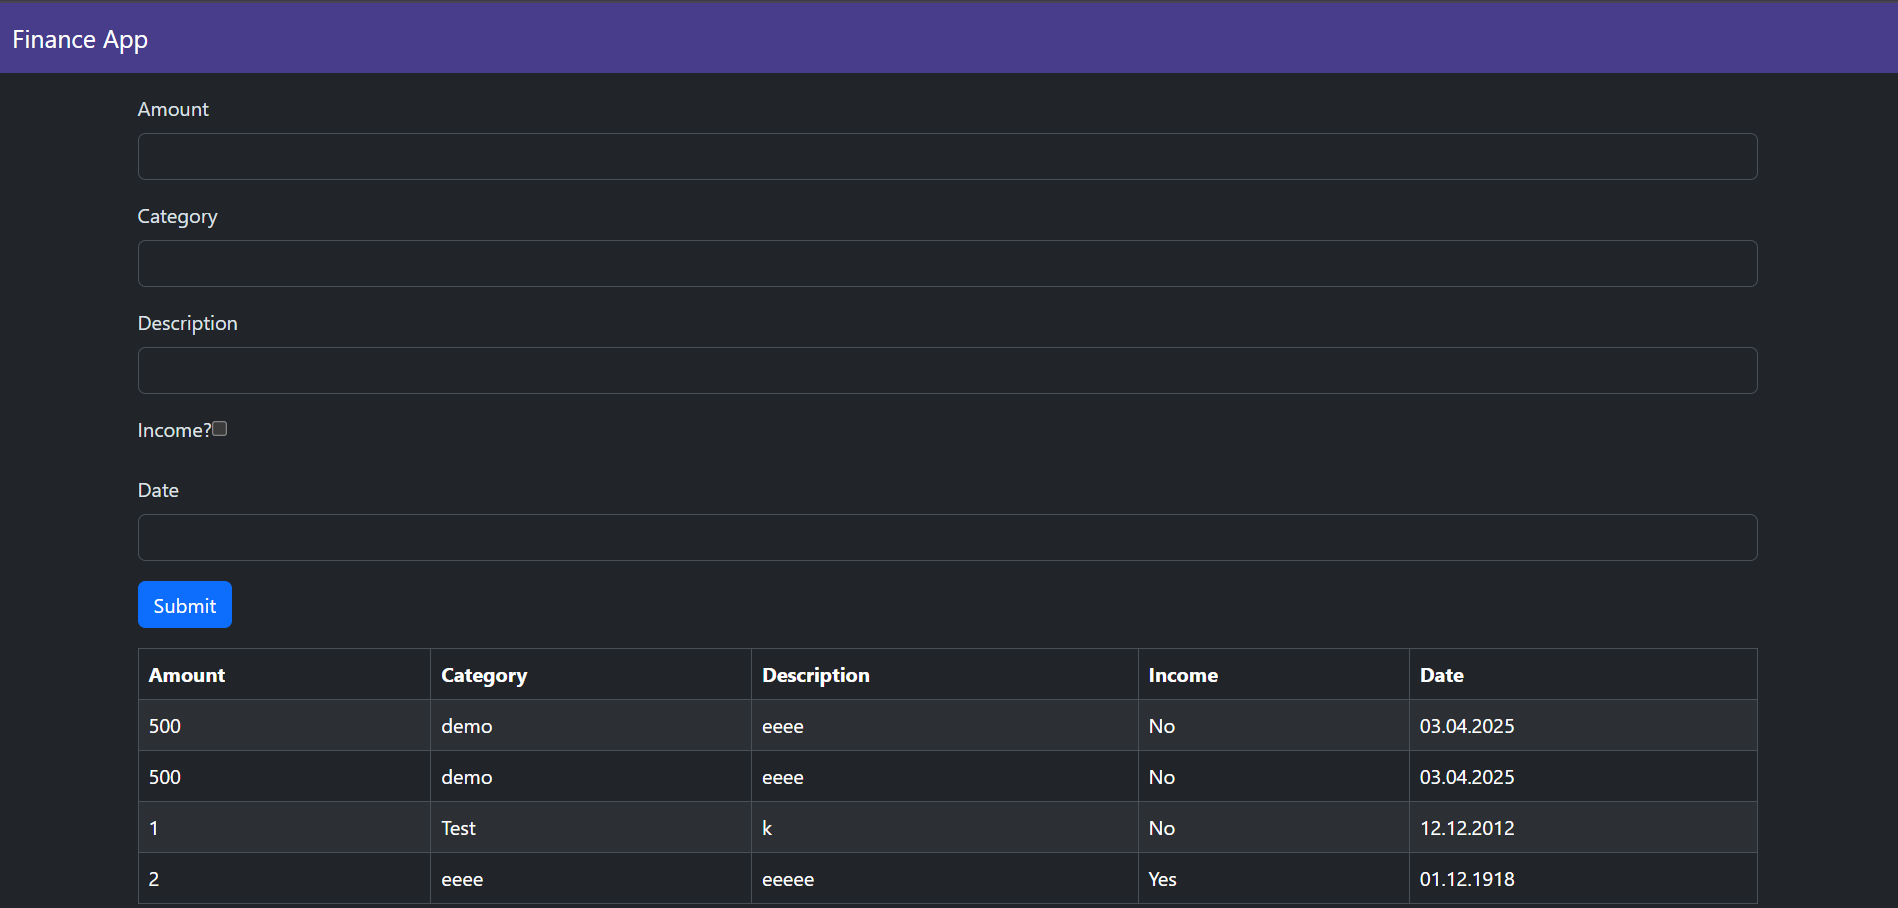 Finance App
Amount
Category
Description
Income?
Date
Submit
Amount Category Description Income Date
500 demo eeee No 03.04.2025
500 demo eeee No 03.04.2025
1 Test k No 12.12.2012
2 eeee eeeee Yes 01.12.1918